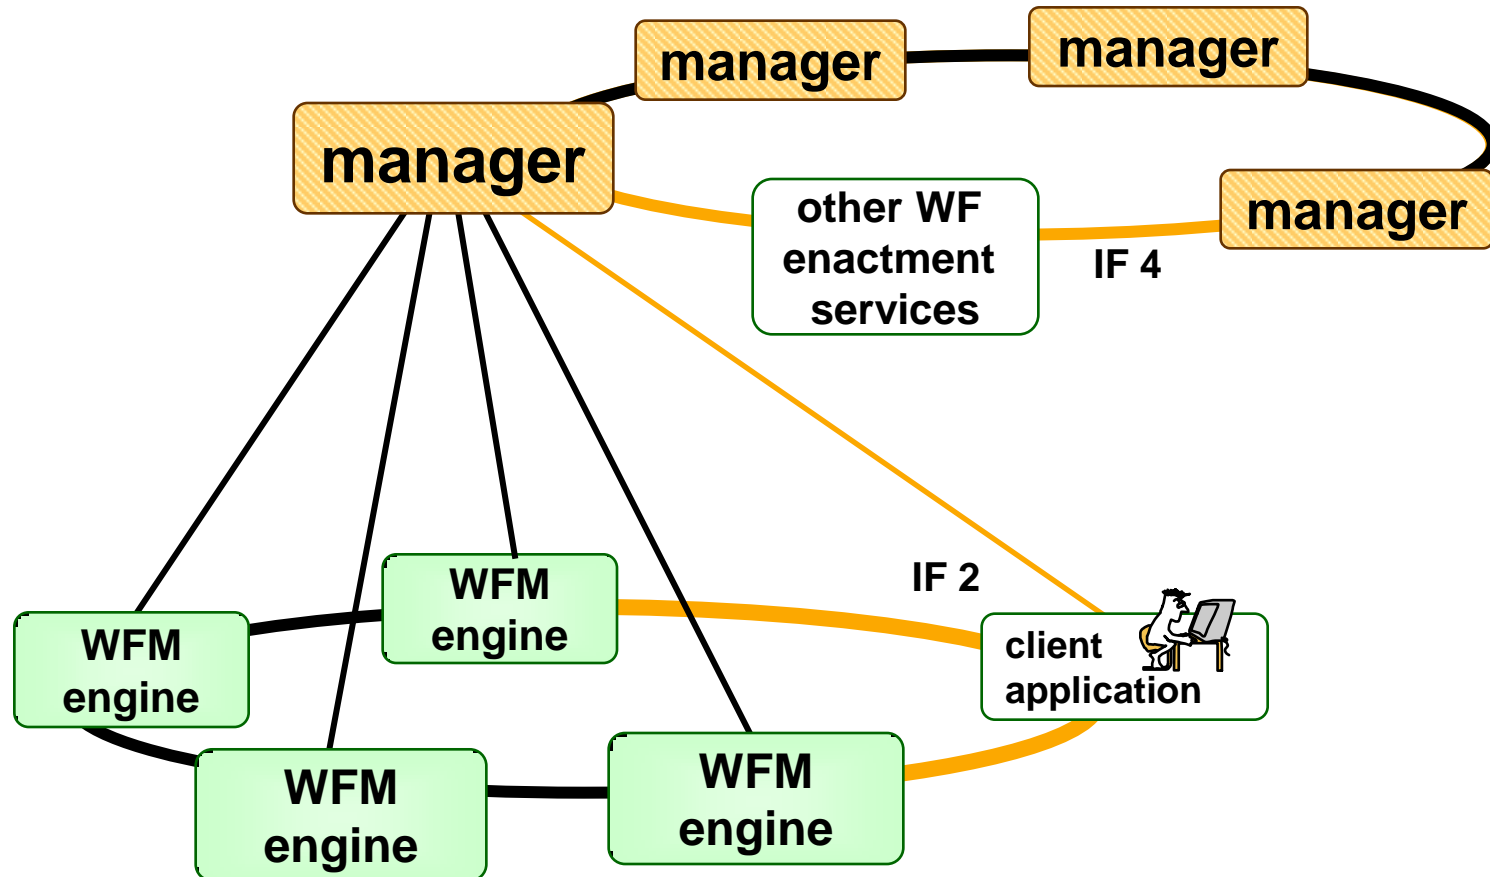 manager
manager
manager
manager
other WF
enactment
services
IF 4
IF 2
WFM
engine
WFM
engine
client
application
WFM
engine
WFM
engine